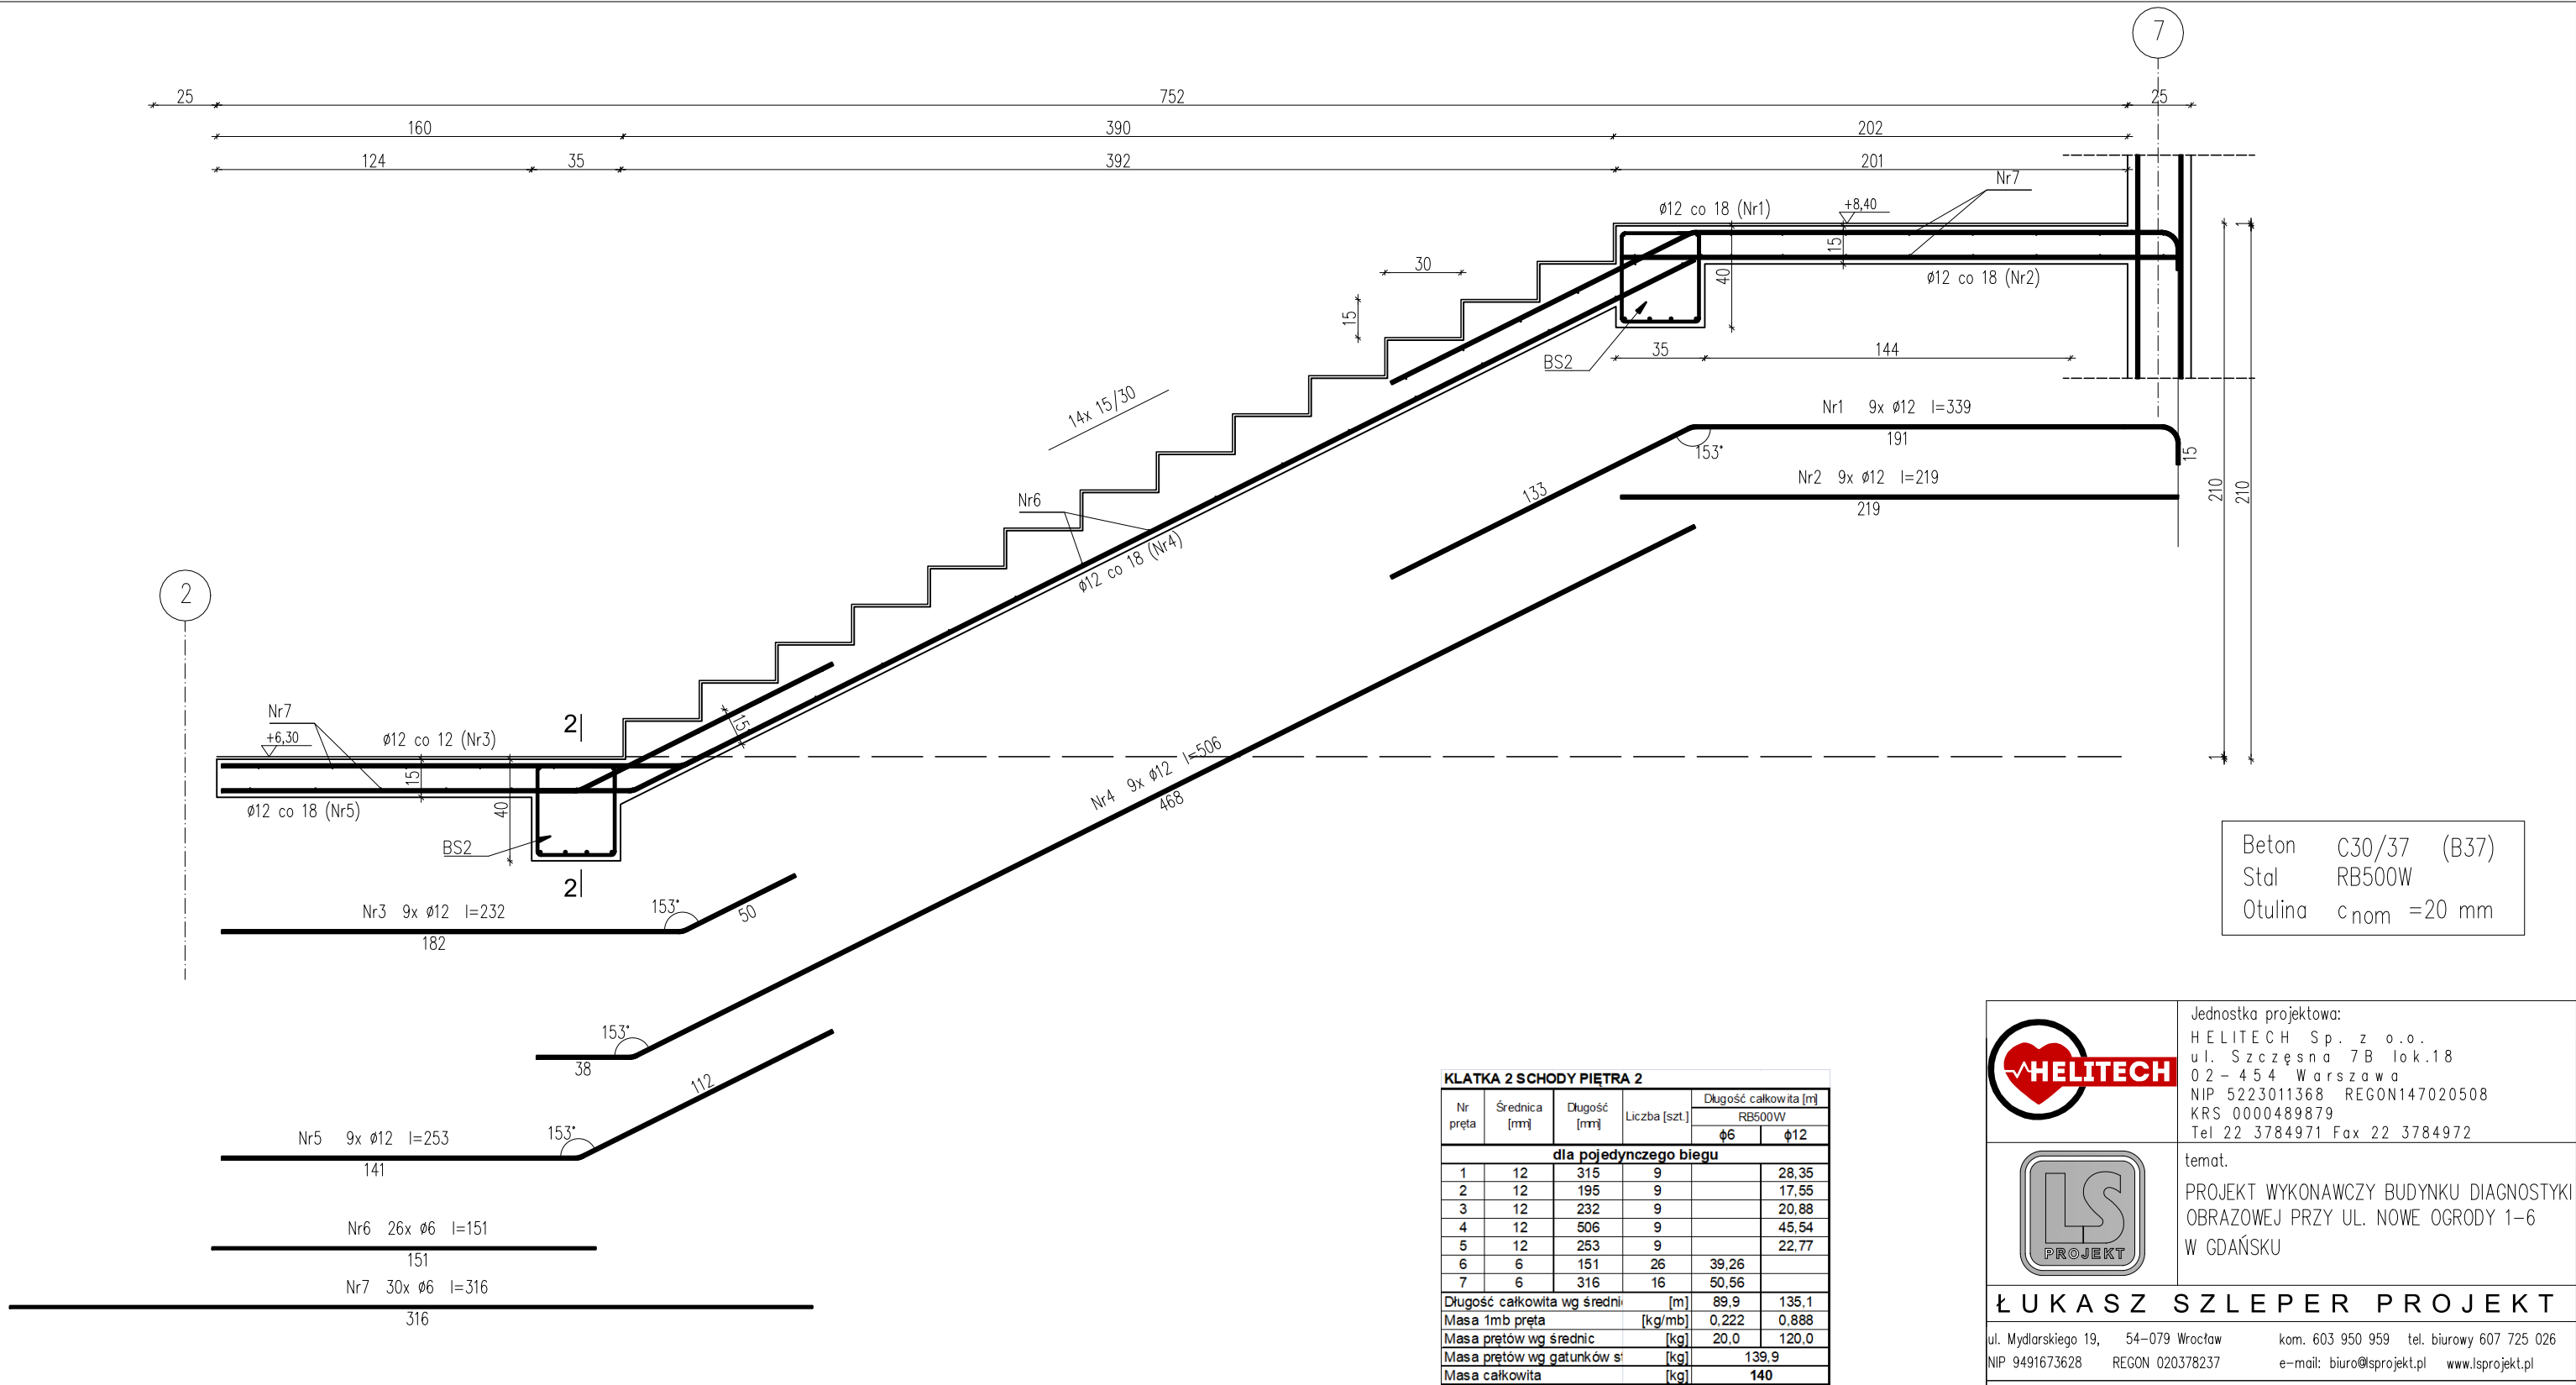 7
25 752 25
160 390 202
124 35 392 201
Nr7
ø12 co 18 (Nr1)
+8,40
15
40
ø12 co 18 (Nr2)
30
15
BS2
35 144
14x 15/30
Nr1 9x ø12 l=339
191
153°
15
133
Nr2 9x ø12 l=219
219
210
210
1
1
Nr6
ø12 co 18 (Nr4)
2
Nr7
+6,30
ø12 co 12 (Nr3)
2
15
15
40
ø12 co 18 (Nr5)
BS2
2
Nr4 9x ø12 l=506
468
153°
38
Nr3 9x ø12 l=232
182
153°
50
Nr5 9x ø12 l=253
141
153°
112
Nr6 26x ø6 l=151
151
Nr7 30x ø6 l=316
316
Beton C30/37 (B37)
Stal RB500W
Otulina c nom =20 mm
KLATKA 2 SCHODY PIĘTRA 2
Nr pręta Średnica [mm] Długość [mm] Liczba [szt.] Długość całkowita [m]
RB500W
ϕ6 ϕ12
dla pojedynczego biegu
1 12 315 9 28,35
2 12 195 9 17,55
3 12 232 9 20,88
4 12 506 9 45,54
5 12 253 9 22,77
6 6 151 26 39,26
7 6 316 16 50,56
Długość całkowita wg średni [m] 89,9 135,1
Masa 1mb pręta [kg/mb] 0,222 0,888
Masa prętów wg średnic [kg] 20,0 120,0
Masa prętów wg gatunków st [kg] 139,9
Masa całkowita [kg] 140
HELITECH
Jednostka projektowa:
HELITECH Sp. z o.o.
ul. Szczęsna 7B lok.18
02-454 Warszawa
NIP 5223011368 REGON147020508
KRS 0000489879
Tel 22 3784971 Fax 22 3784972
LS
PROJEKT
temat.
PROJEKT WYKONAWCZY BUDYNKU DIAGNOSTYKI
OBRAZOWEJ PRZY UL. NOWE OGRODY 1-6
W GDAŃSKU
ŁUKASZ SZLEPER PROJEKT
ul. Mydlarskiego 19, 54-079 Wrocław kom. 603 950 959 tel. biurowy 607 725 026
NIP 9491673628 REGON 020378237 e-mail: biuro@lsprojekt.pl www.lsprojekt.pl